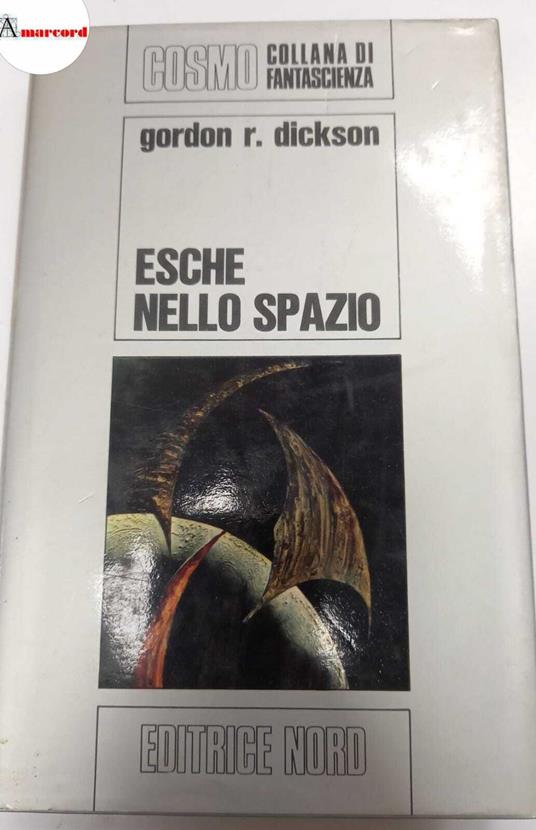 Amarcord
COSMO COLLANA DI
FANTASCIENZA
gordon r. dickson
ESCHE
NELLO SPAZIO
EDITRICE NORD